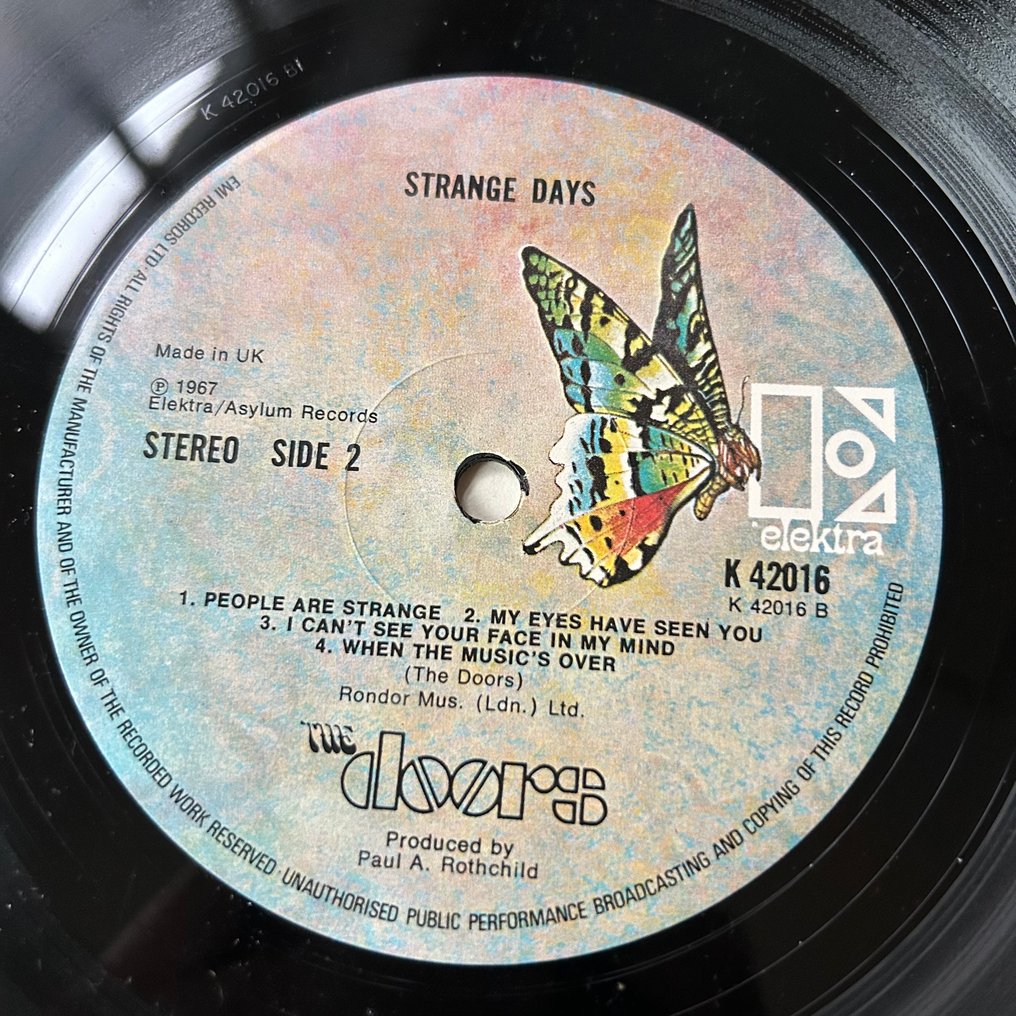 K 42016 B1
STRANGE DAYS
Made in UK
℗ 1967
Elektra/Asylum Records
STEREO SIDE 2
elektra
K 42016
K 42016 B
1. PEOPLE ARE STRANGE 2. MY EYES HAVE SEEN YOU
3. I CAN'T SEE YOUR FACE IN MY MIND
4. WHEN THE MUSIC'S OVER
(The Doors)
Rondor Mus. (Ldn.) Ltd.
THE doors
Produced by
Paul A. Rothchild
EMI RECORDS LTD ALL RIGHTS OF THE MANUFACTURER AND OF THE OWNER OF THE RECORDED WORK RESERVED · UNAUTHORISED PUBLIC PERFORMANCE BROADCASTING AND COPYING OF THIS RECORD PROHIBITED